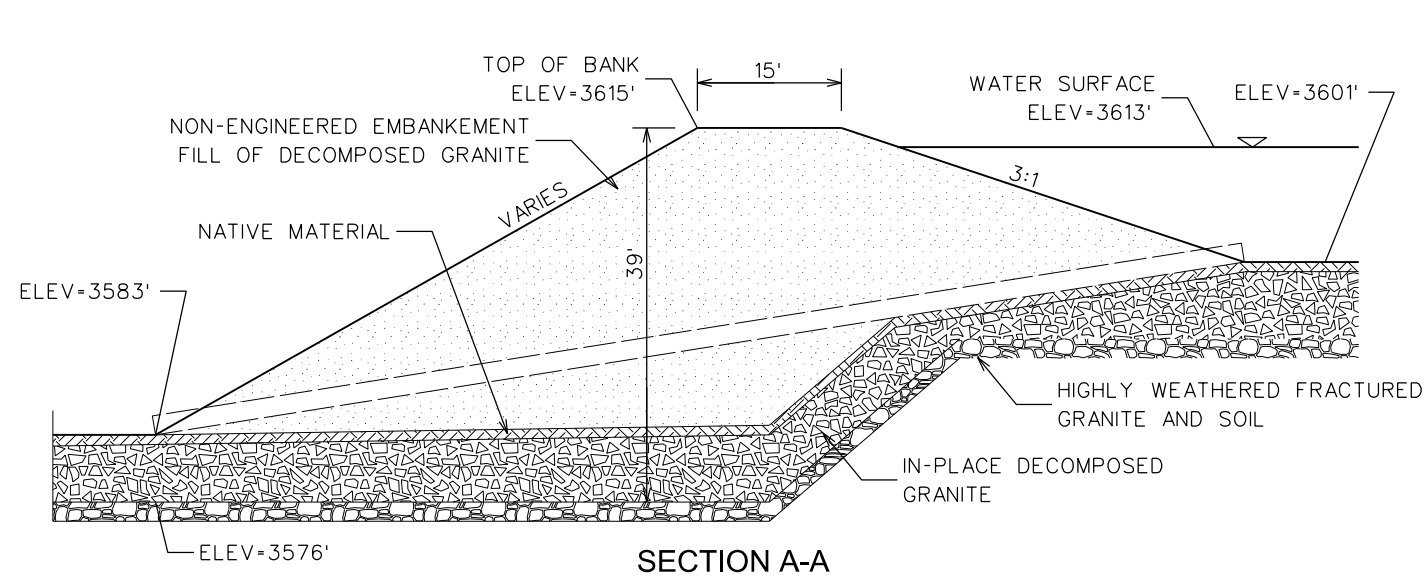 TOP OF BANK
ELEV=3615'
15'
WATER SURFACE
ELEV=3613'
ELEV=3601'
NON-ENGINEERED EMBANKEMENT
FILL OF DECOMPOSED GRANITE
3:1
VARIES
NATIVE MATERIAL
39'
ELEV=3583'
HIGHLY WEATHERED FRACTURED
GRANITE AND SOIL
IN-PLACE DECOMPOSED
GRANITE
ELEV=3576'
SECTION A-A